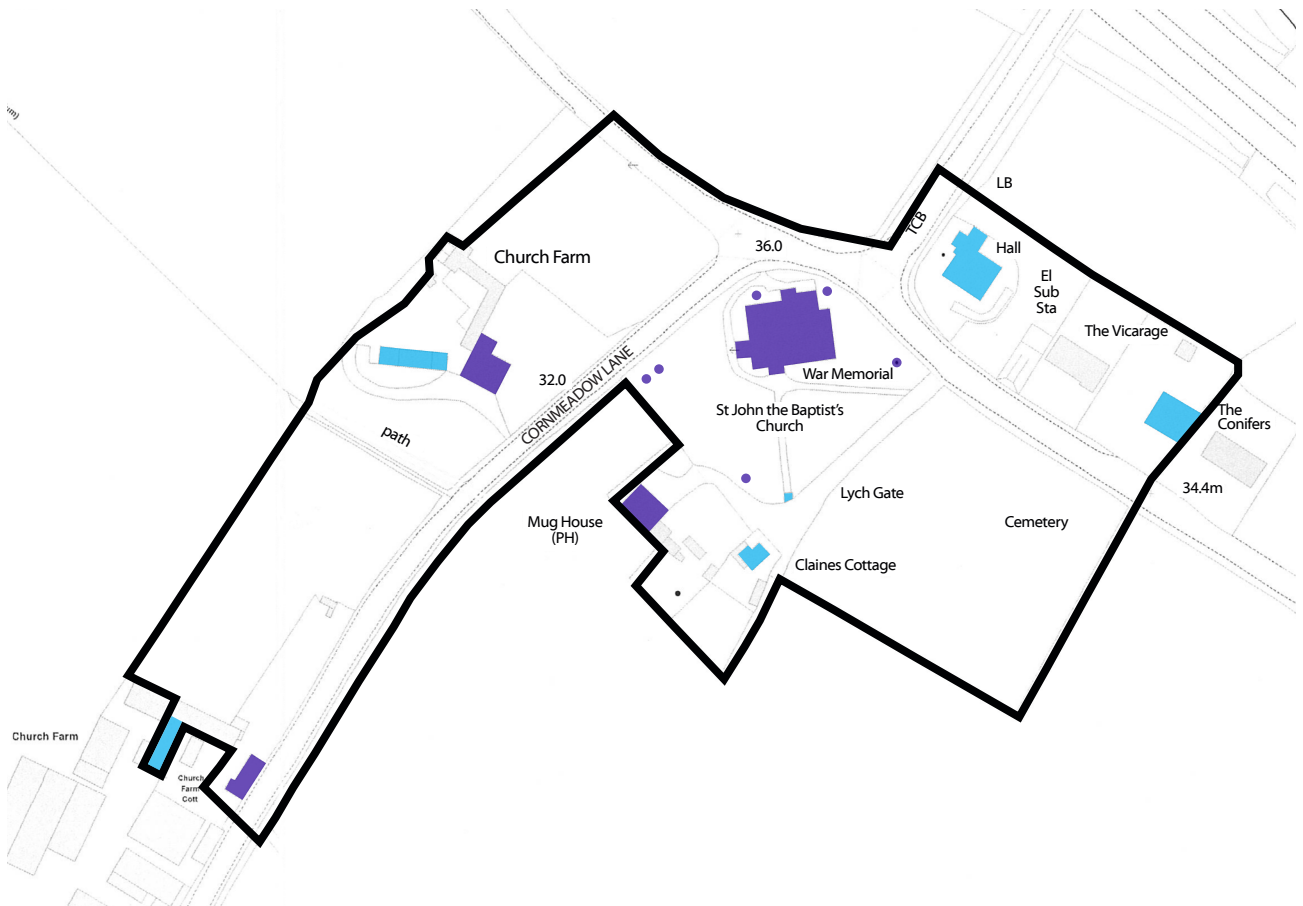 LB
TCB
36.0
Hall
Church Farm
El
Sub
Sta
The Vicarage
War Memorial
32.0
CORNMEADOW LANE
St John the Baptist's
Church
The
Conifers
path
34.4m
Lych Gate
Mug House
(PH)
Cemetery
Claines Cottage
Church Farm
Church
Farm
Cott